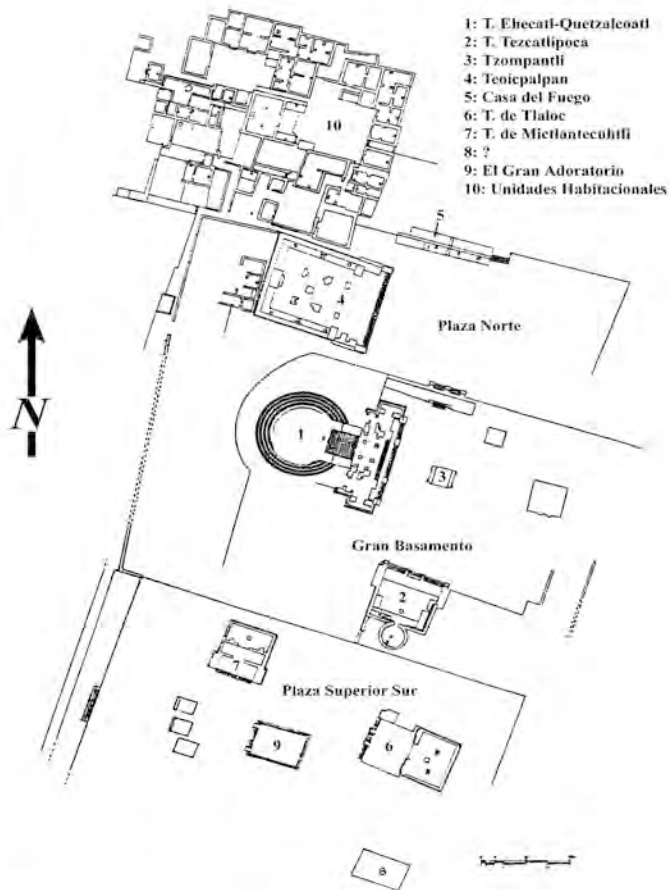 1: T. Ehecatl-Quetzalcoatl
2: T. Tezcatlipoca
3: Tzompantli
4: Teoicpalpan
5: Casa del Fuego
6: T. de Tlaloc
7: T. de Mictlantecuhtli
8: ?
9: El Gran Adoratorio
10: Unidades Habitacionales
10
5
4
Plaza Norte
N
1
3
Gran Basamento
2
7
Plaza Superior Sur
9
6
8